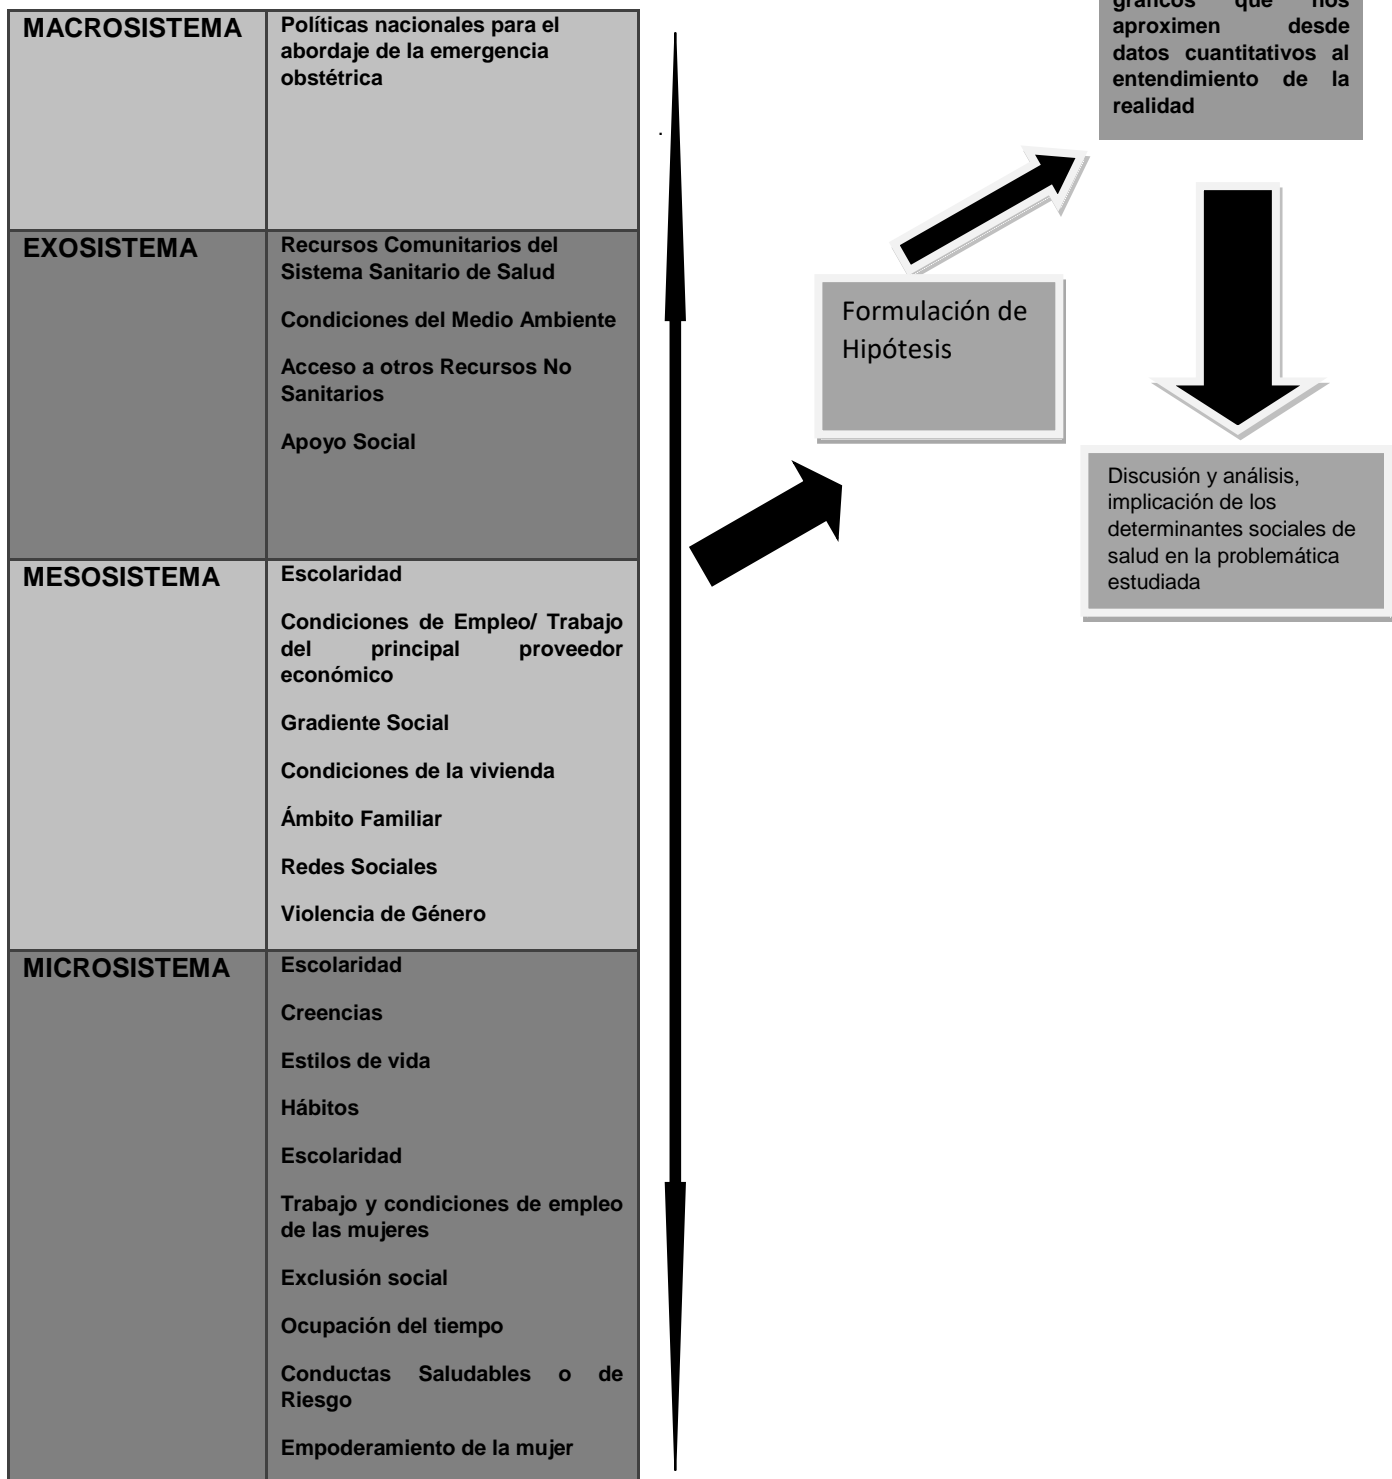 MACROSISTEMA
Políticas nacionales para el
abordaje de la emergencia
obstétrica
EXOSISTEMA
Recursos Comunitarios del
Sistema Sanitario de Salud
Condiciones del Medio Ambiente
Acceso a otros Recursos No
Sanitarios
Apoyo Social
MESOSISTEMA
Escolaridad
Condiciones de Empleo/ Trabajo
del principal proveedor
económico
Gradiente Social
Condiciones de la vivienda
Ámbito Familiar
Redes Sociales
Violencia de Género
MICROSISTEMA
Escolaridad
Creencias
Estilos de vida
Hábitos
Escolaridad
Trabajo y condiciones de empleo
de las mujeres
Exclusión social
Ocupación del tiempo
Conductas Saludables o de
Riesgo
Empoderamiento de la mujer
.
gráficos que nos
aproximen desde
datos cuantitativos al
entendimiento de la
realidad
Formulación de
Hipótesis
Discusión y análisis,
implicación de los
determinantes sociales de
salud en la problemática
estudiada